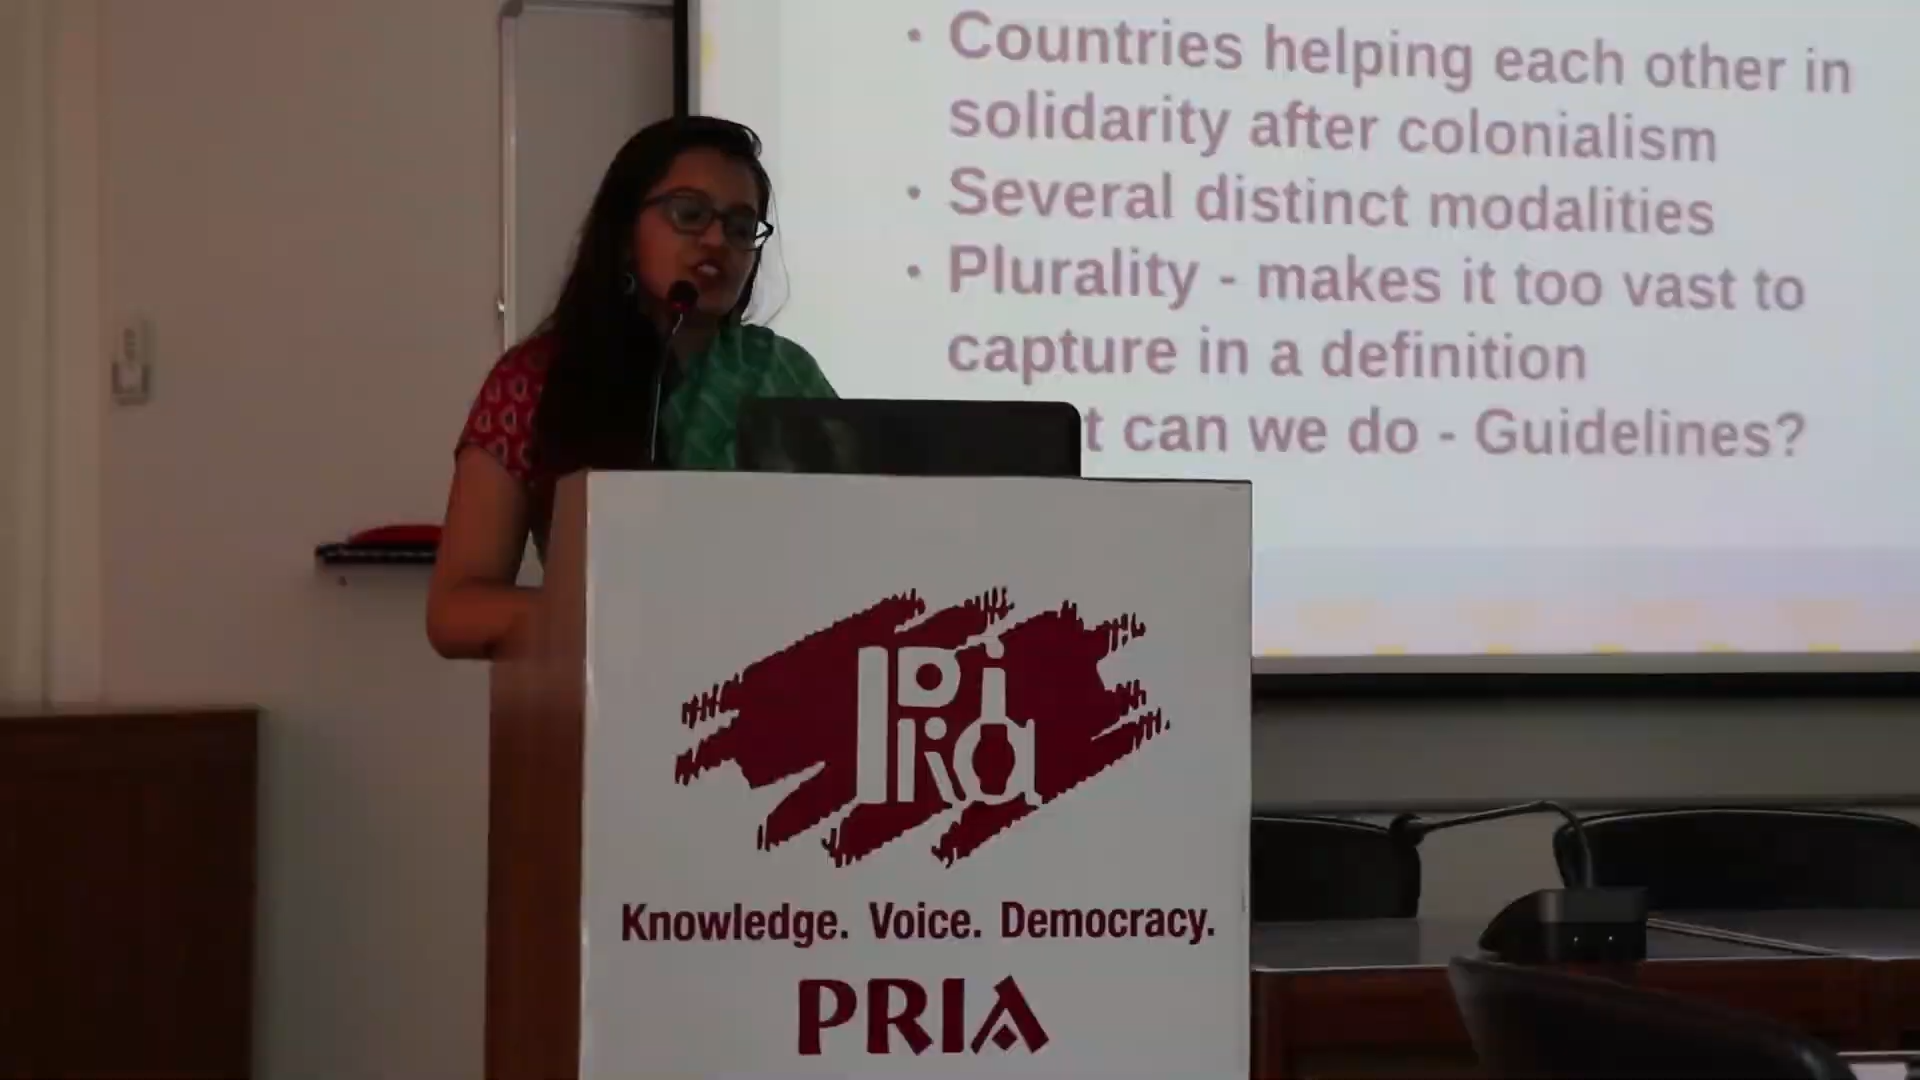 • Countries helping each other in
solidarity after colonialism
• Several distinct modalities
• Plurality - makes it too vast to
capture in a definition
can we do - Guidelines?
PRiA
Knowledge. Voice. Democracy.
PRIA